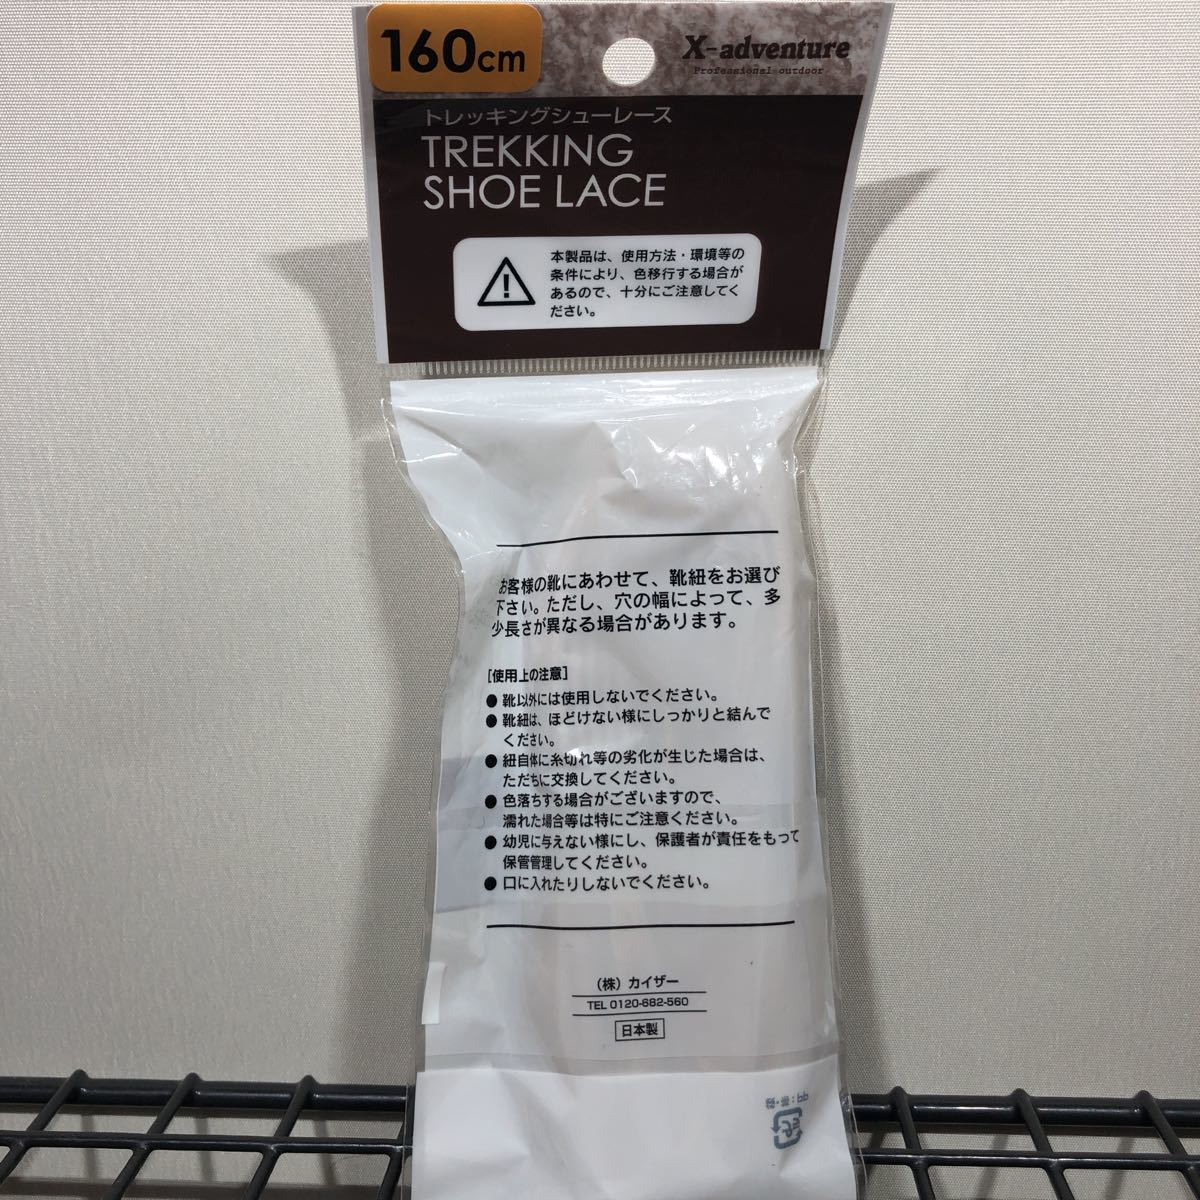 160cm
X-adventure
Professional outdoor
トレッキングシューレース
TREKKING
SHOE LACE
本製品は、使用方法・環境等の
条件により、色移行する場合が
あるので、十分にご注意してく
ださい。
お客様の靴にあわせて、靴紐をお選び
下さい。ただし、穴の幅によって、多
少長さが異なる場合があります。
[使用上の注意]
● 靴以外には使用しないでください。
● 靴紐は、ほどけない様にしっかりと結んで
ください。
● 紐自体に糸切れ等の劣化が生じた場合は、
ただちに交換してください。
● 色落ちする場合がございますので、
濡れた場合等は特にご注意ください。
● 幼児に与えない様にし、保護者が責任をもって
保管管理してください。
● 口に入れたりしないでください。
(株) カイザー
TEL 0120-682-560
日本製